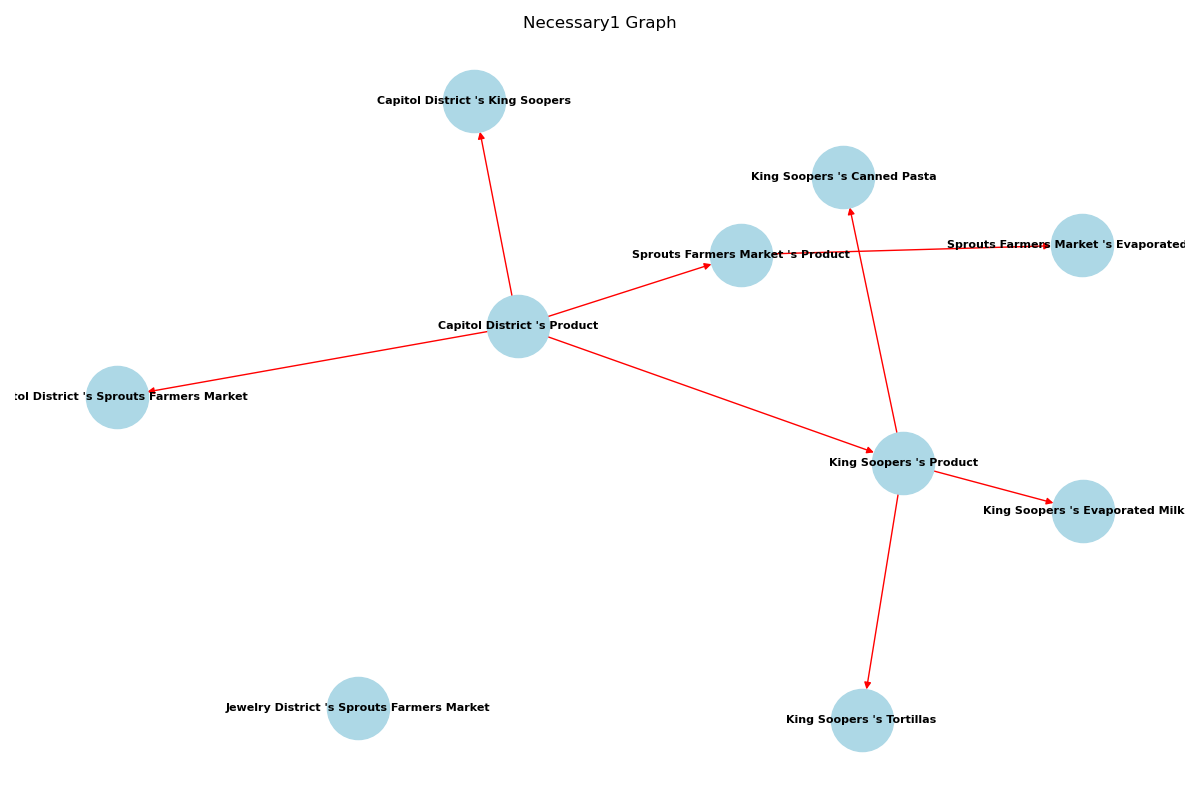 Necessary1 Graph
Capitol District 's King Soopers
King Soopers 's Canned Pasta
Sprouts Farmers Market 's Evaporated
Sprouts Farmers Market 's Product
Capitol District 's Product
District 's Sprouts Farmers Market
King Soopers 's Product
King Soopers 's Evaporated Milk
Jewelry District 's Sprouts Farmers Market
King Soopers 's Tortillas